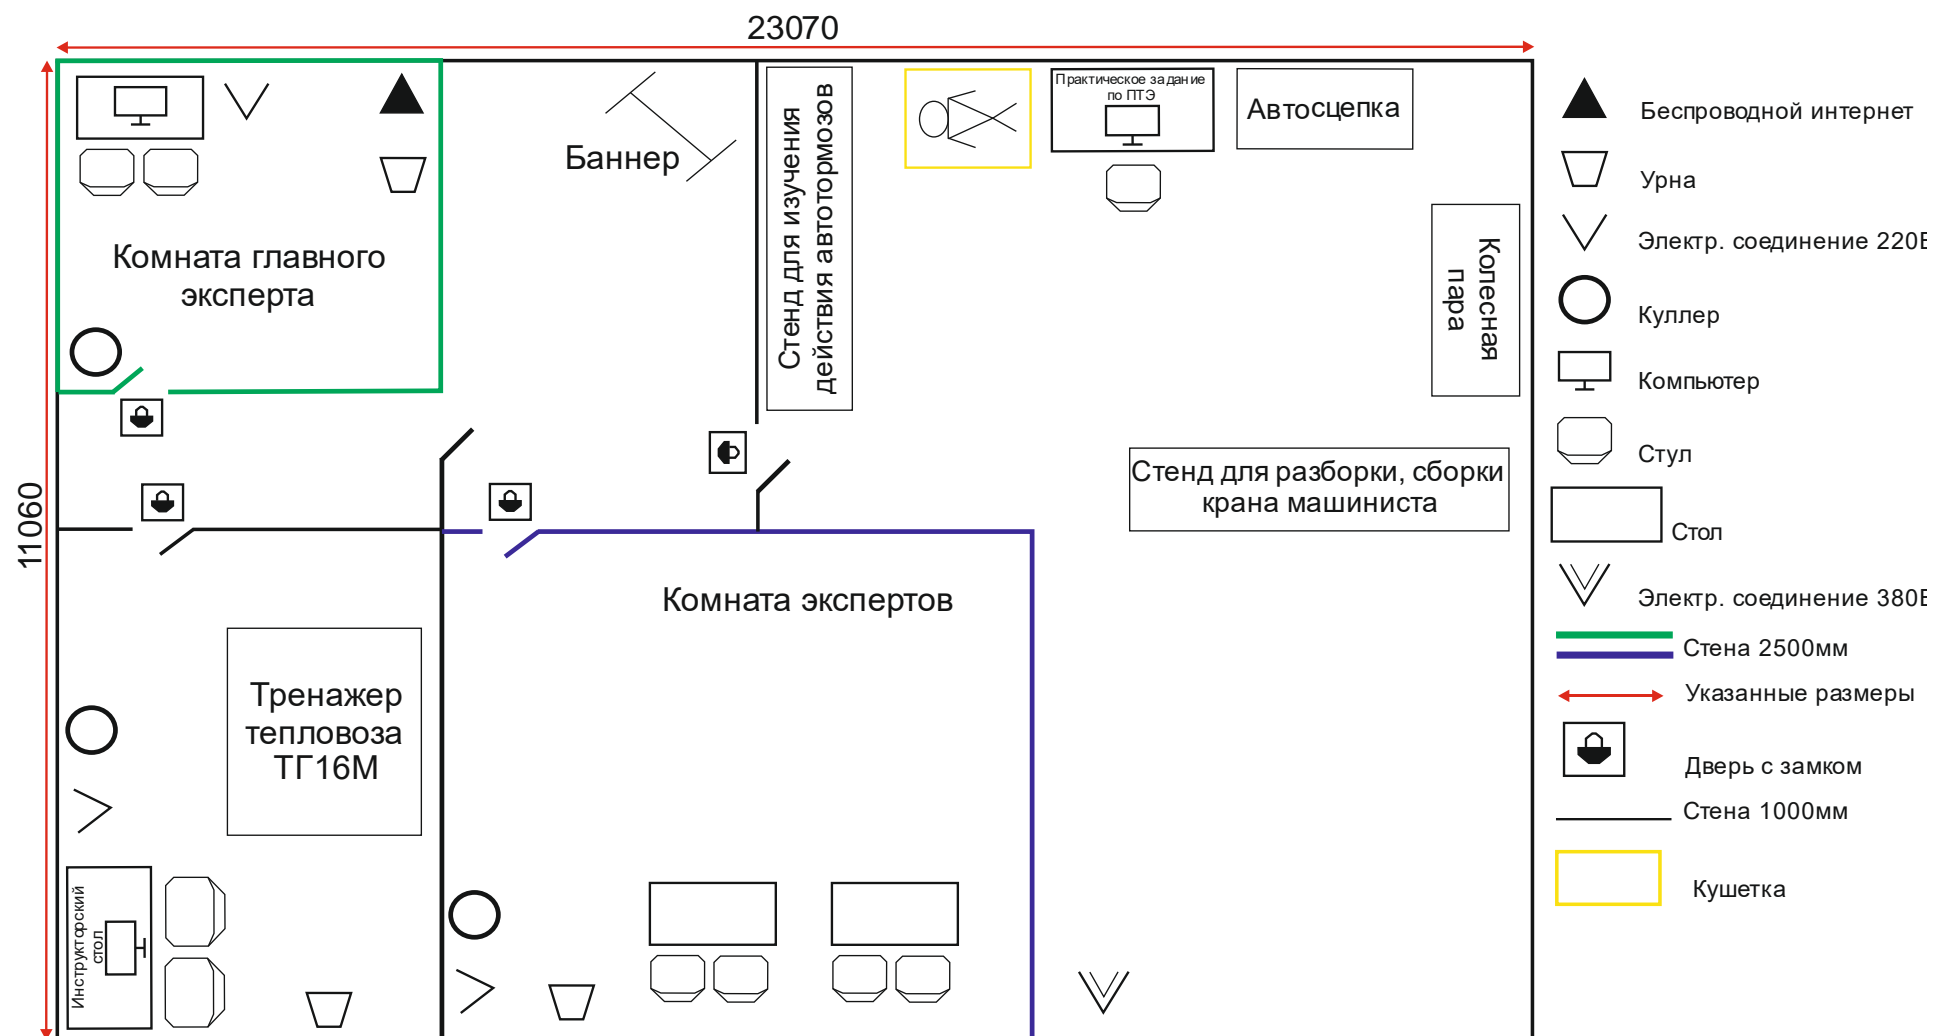 23070
11060
Комната главного
эксперта
Баннер
Стенд для изучения
действия автотормозов
Практическое задание
по ПТЭ
Автосцепка
Колесная
пара
Стенд для разборки, сборки
крана машиниста
Комната экспертов
Тренажер
тепловоза
ТГ16М
Инструкторский
стол
Беспроводной интернет
Урна
Электр. соединение 220В
Куллер
Компьютер
Стул
Стол
Электр. соединение 380В
Стена 2500мм
Указанные размеры
Дверь с замком
Стена 1000мм
Кушетка